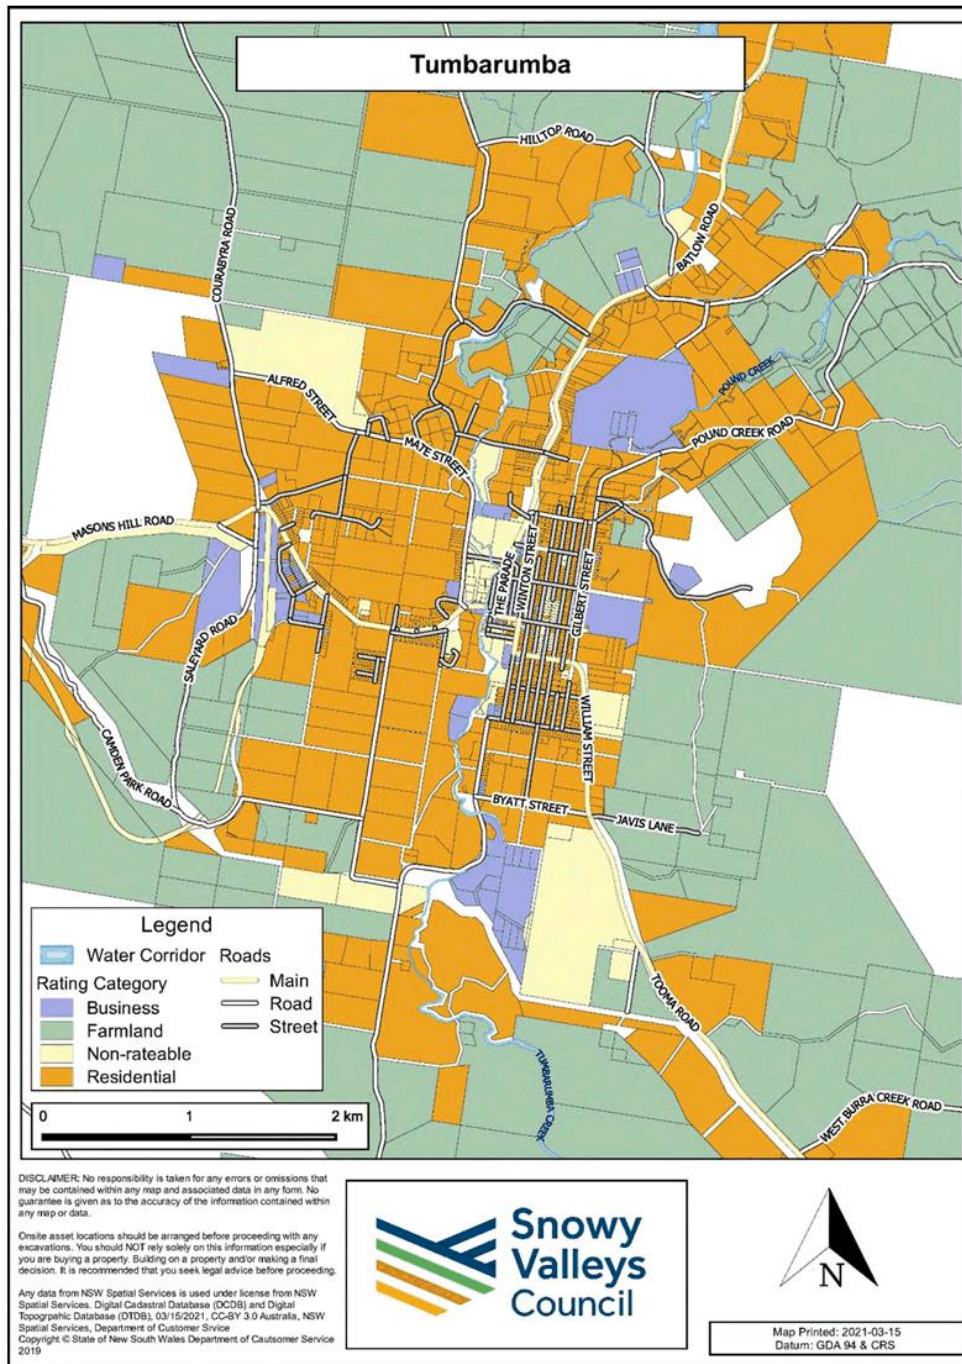 Tumbarumba
HILLTOP ROAD
BATLOW ROAD
COURABYRA ROAD
POUND CREEK
ALFRED STREET
MATE STREET
POUND CREEK ROAD
MASONS HILL ROAD
THE PARADE
WINTON STREET
GILBERT STREET
SALEYARD ROAD
WILLIAM STREET
CAMDEN PARK ROAD
BYATT STREET
JAVIS LANE
TOOMA ROAD
TUMBARUMBA CREEK
WEST BURRA CREEK ROAD
Legend
Water Corridor
Rating Category
Business
Farmland
Non-rateable
Residential
Roads
Main
Road
Street
0 1 2 km
DISCLAIMER: No responsibility is taken for any errors or omissions that
may be contained within any map and associated data in any form. No
guarantee is given as to the accuracy of the information contained within
any map or data.
Onsite asset locations should be arranged before proceeding with any
excavations. You should NOT rely solely on this information especially if
you are buying a property. Building on a property and/or making a final
decision. It is recommended that you seek legal advice before proceeding.
Any data from NSW Spatial Services is used under license from NSW
Spatial Services. Digital Cadastral Database (DCDB) and Digital
Topogrpahic Database (DTDB), 03/15/2021, CC-BY 3.0 Australia, NSW
Spatial Services, Department of Customer Srvice
Copyright © State of New South Wales Department of Cautsomer Service
2019
Snowy
Valleys
Council
N
Map Printed: 2021-03-15
Datum: GDA 94 & CRS